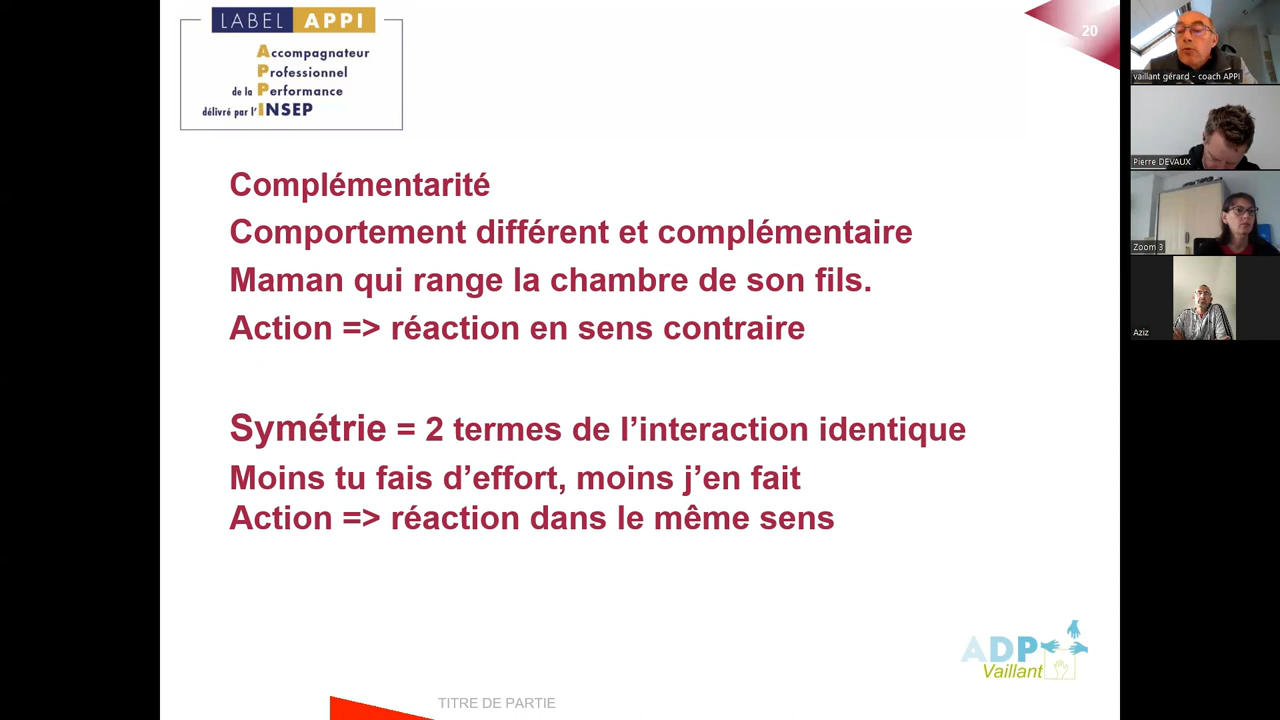 LABEL APPI
Accompagnateur
Professionnel
de la Performance
délivré par l'INSEP
20
Complémentarité
Comportement différent et complémentaire
Maman qui range la chambre de son fils.
Action => réaction en sens contraire
Symétrie = 2 termes de l’interaction identique
Moins tu fais d’effort, moins j’en fait
Action => réaction dans le même sens
ADP
Vaillant
TITRE DE PARTIE
vaillant gérard - coach APPI
Pierre DEVAUX
Zoom 3
Aziz